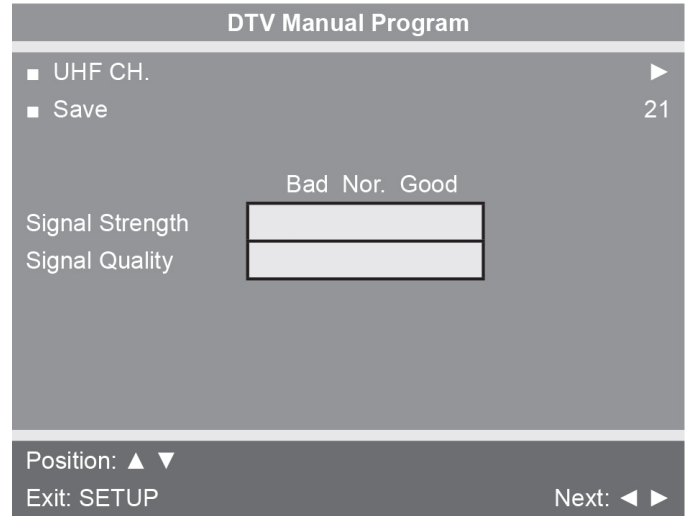 DTV Manual Program
■ UHF CH. ►
■ Save 21
Bad Nor. Good
Signal Strength
Signal Quality
Position: ▲ ▼
Exit: SETUP Next: ◄ ►